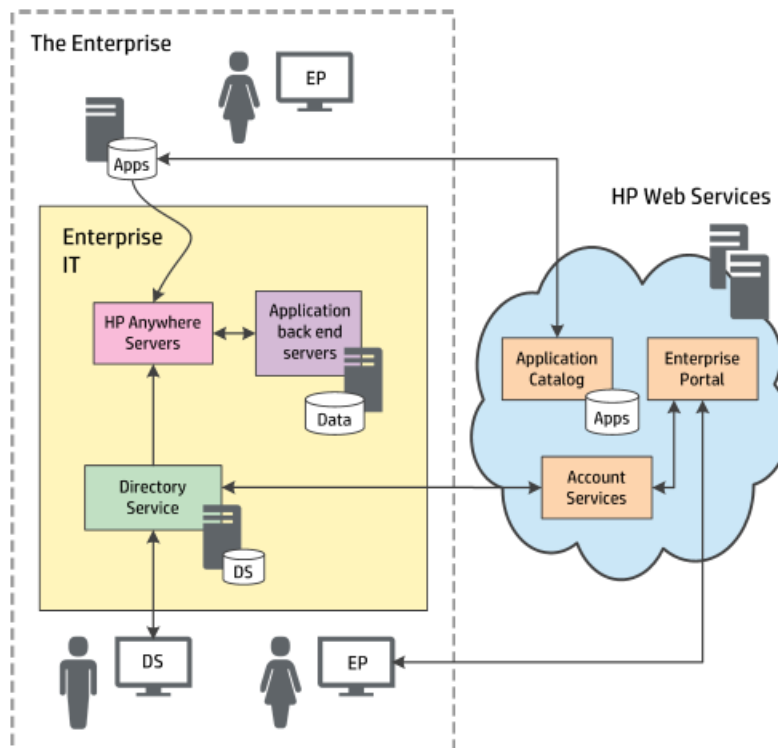 The Enterprise
EP
Apps
HP Web Services
Enterprise
IT
HP Anywhere
Servers
Application
back end
servers
Data
Application
Catalog
Apps
Enterprise
Portal
Account
Services
Directory
Service
DS
DS
EP